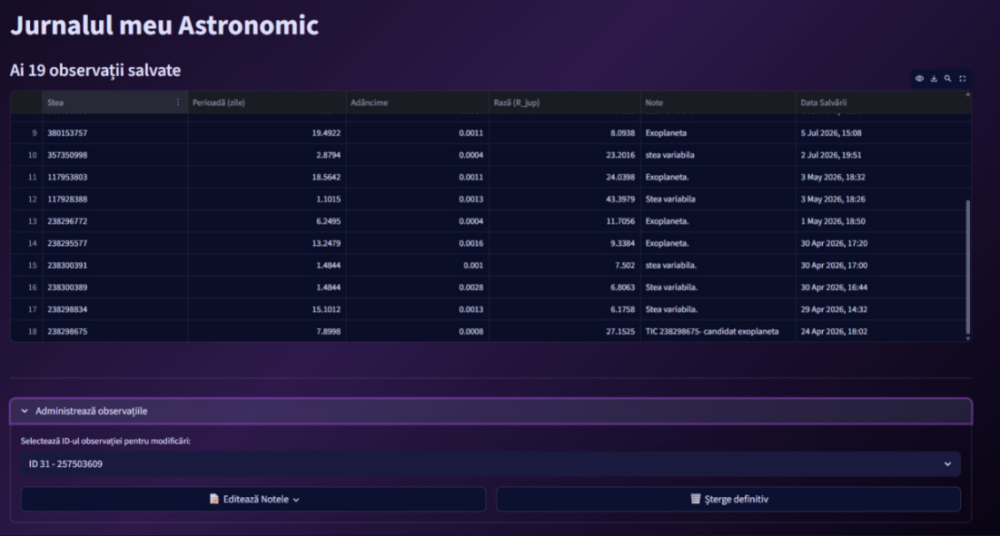 Jurnalul meu Astronomic
Ai 19 observații salvate
Stea Perioadă (zile) Adâncime Rază (R_jup) Note Data Salvării
9 380153757 19.4922 0.0011 8.0938 Exoplaneta 5 Jul 2026, 15:08
10 357350998 2.8794 0.0004 23.2016 stea variabila 2 Jul 2026, 19:51
11 117953803 18.5642 0.0011 24.0398 Exoplaneta. 3 May 2026, 18:32
12 117928388 1.1015 0.0013 43.3979 Stea variabila 3 May 2026, 18:26
13 238296772 6.2495 0.0004 11.7056 Exoplaneta. 1 May 2026, 18:50
14 238295577 13.2479 0.0016 9.3384 Exoplaneta. 30 Apr 2026, 17:20
15 238300391 1.4844 0.001 7.502 stea variabila. 30 Apr 2026, 17:00
16 238300389 1.4844 0.0028 6.8063 Stea variabila. 30 Apr 2026, 16:44
17 238298834 15.1012 0.0013 6.1758 Stea variabila. 29 Apr 2026, 14:32
18 238298675 7.8998 0.0008 27.1525 TIC 238298675- candidat exoplaneta 24 Apr 2026, 18:02
Administrează observațiile
Selectează ID-ul observației pentru modificări:
ID 31 - 257503609
Editează Notele
Șterge definitiv